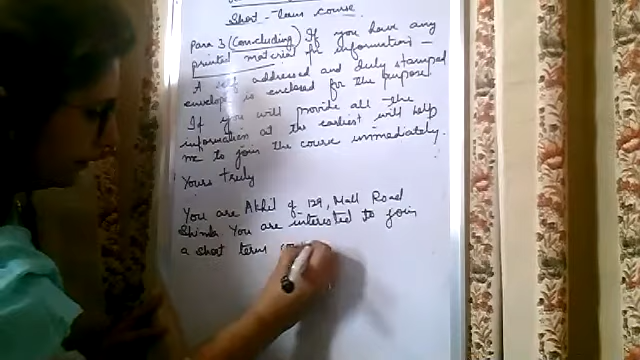 Short - Term course
Para 3 (Concluding) If you have any
printed material for information -
A self addressed and duly stamped
envelope is enclosed for the purpose.
If you will provide all the
information at the earliest will help
me to join the course immediately.
Yours truly
You are Akhil of 129, Mall Road
Shimla You are interested to join
a short term